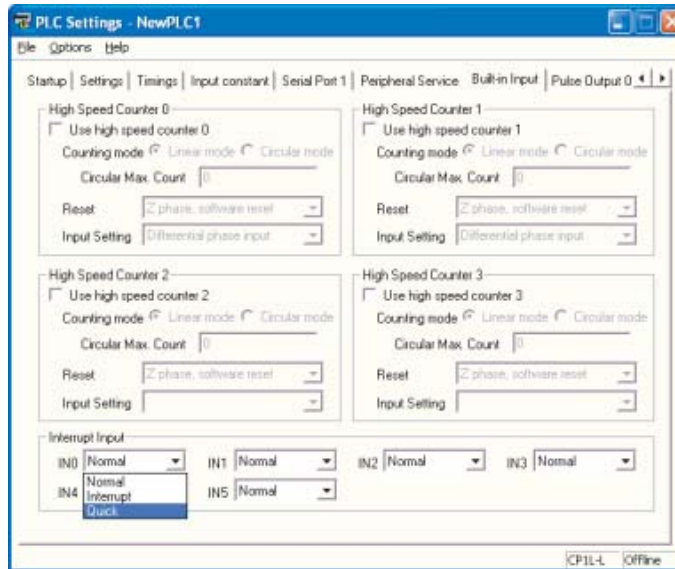 PLC Settings - NewPLC1
File Options Help
Startup Settings Timings Input constant Serial Port 1 Peripheral Service Built-in Input Pulse Output 0
High Speed Counter 0
Use high speed counter 0
Counting mode Linear mode Circular mode
Circular Max. Count 0
Reset Z phase, software reset
Input Setting Differential phase input
High Speed Counter 1
Use high speed counter 1
Counting mode Linear mode Circular mode
Circular Max. Count 0
Reset Z phase, software reset
Input Setting Differential phase input
High Speed Counter 2
Use high speed counter 2
Counting mode Linear mode Circular mode
Circular Max. Count 0
Reset Z phase, software reset
Input Setting
High Speed Counter 3
Use high speed counter 3
Counting mode Linear mode Circular mode
Circular Max. Count 0
Reset Z phase, software reset
Input Setting
Interrupt Input
IN0 Normal IN1 Normal IN2 Normal IN3 Normal
Normal
Interrupt
Quick
IN4 IN5 Normal
CP1L-L Offline